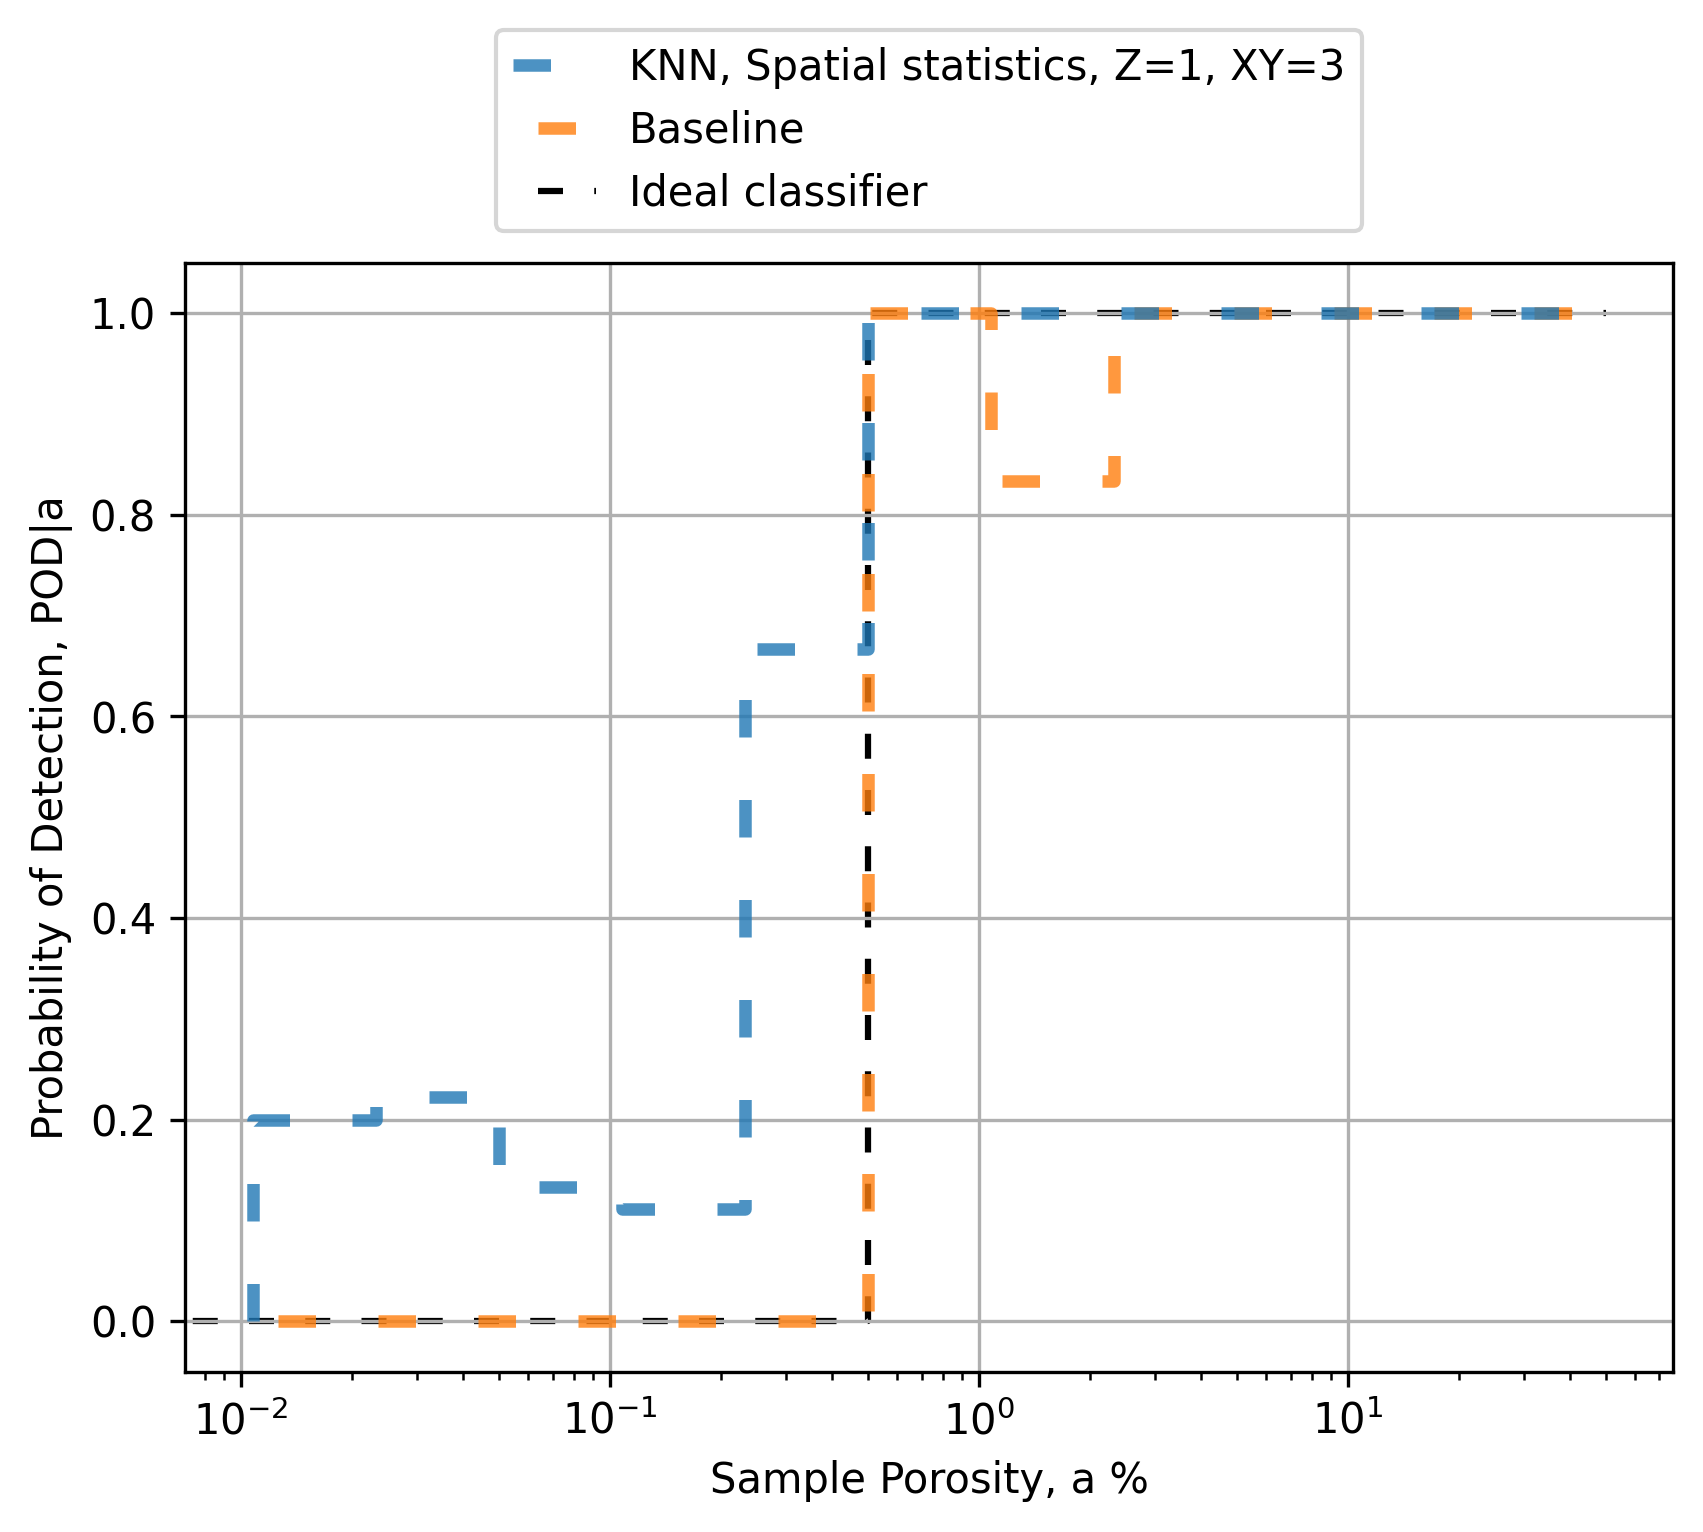 KNN, Spatial statistics, Z=1, XY=3
Baseline
Ideal classifier
1.0
0.8
0.6
0.4
0.2
0.0
Probability of Detection, POD|a
10⁻² 10⁻¹ 10⁰ 10¹
Sample Porosity, a %